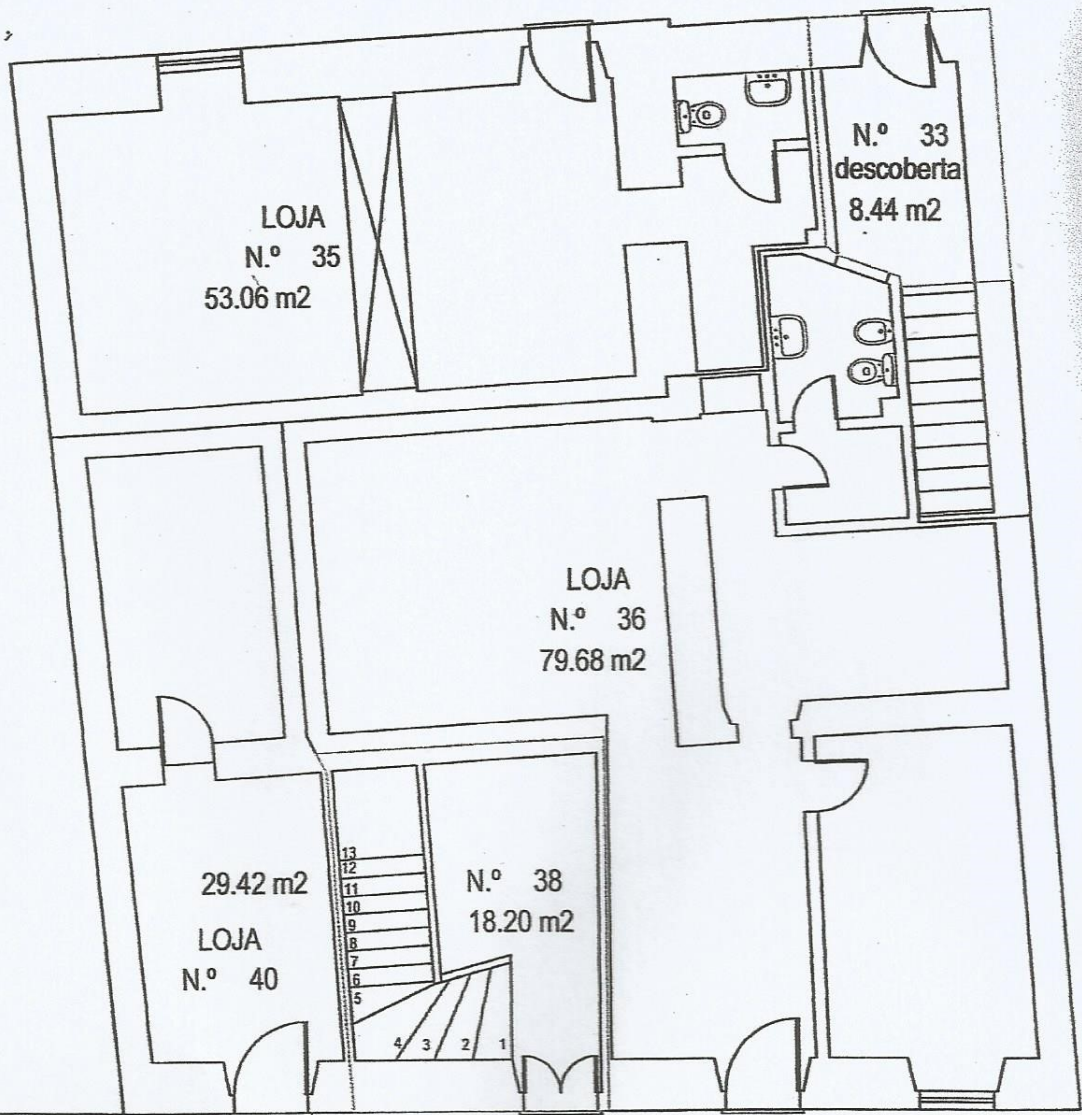 N.º 33
descoberta
8.44 m2
LOJA
N.º 35
53.06 m2
LOJA
N.º 36
79.68 m2
13
12
11
10
9
8
7
6
5
4 3 2 1
N.º 38
18.20 m2
29.42 m2
LOJA
N.º 40